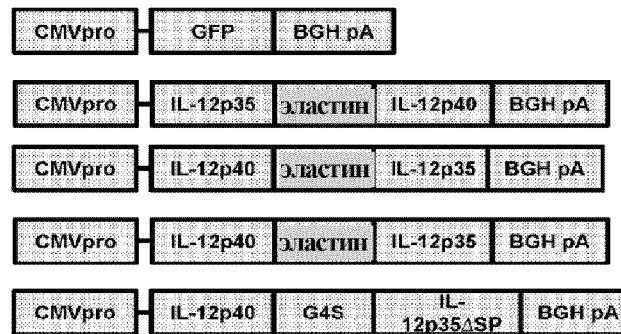 CMVpro GFP BGH pA
CMVpro IL-12p35 эластин IL-12p40 BGH pA
CMVpro IL-12p40 эластин IL-12p35 BGH pA
CMVpro IL-12p40 эластин IL-12p35 BGH pA
CMVpro IL-12p40 G4S IL-
12p35ΔSP BGH pA